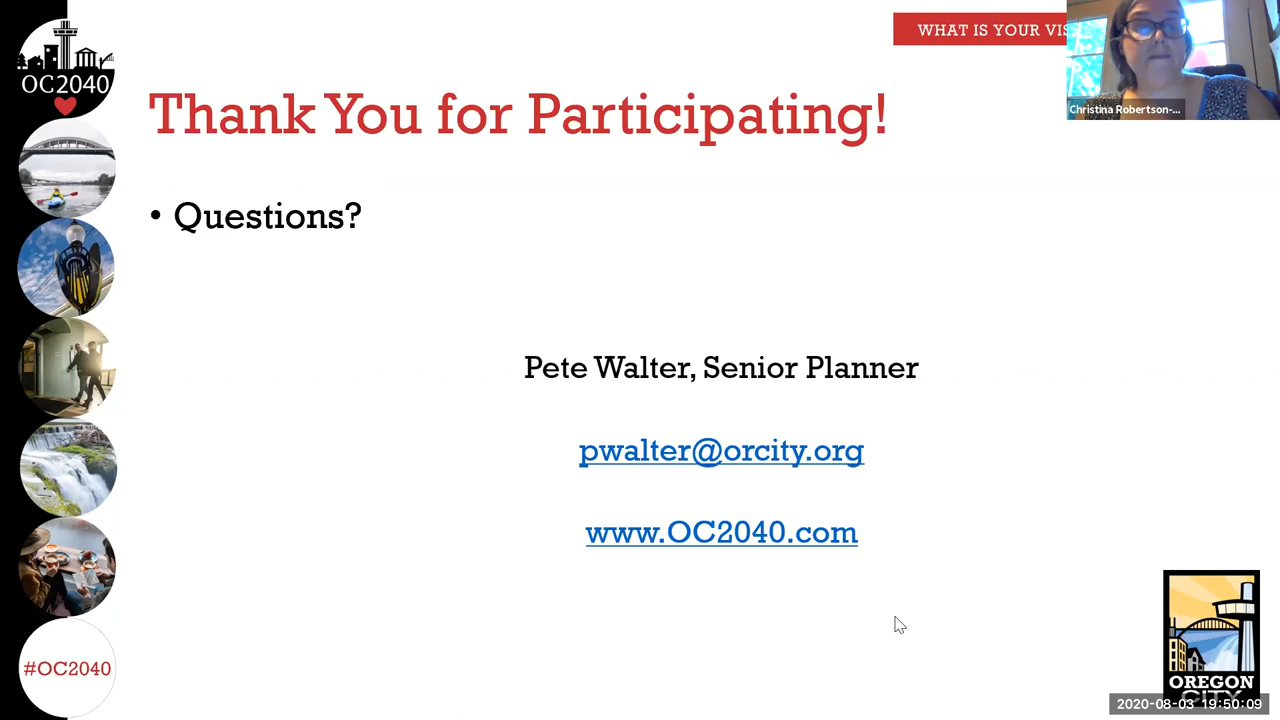 WHAT IS YOUR VIS
OC2040
Christina Robertson-...
Thank You for Participating!
• Questions?
Pete Walter, Senior Planner
pwalter@orcity.org
www.OC2040.com
#OC2040
OREGON
CITY
2020-08-03 19:50:09